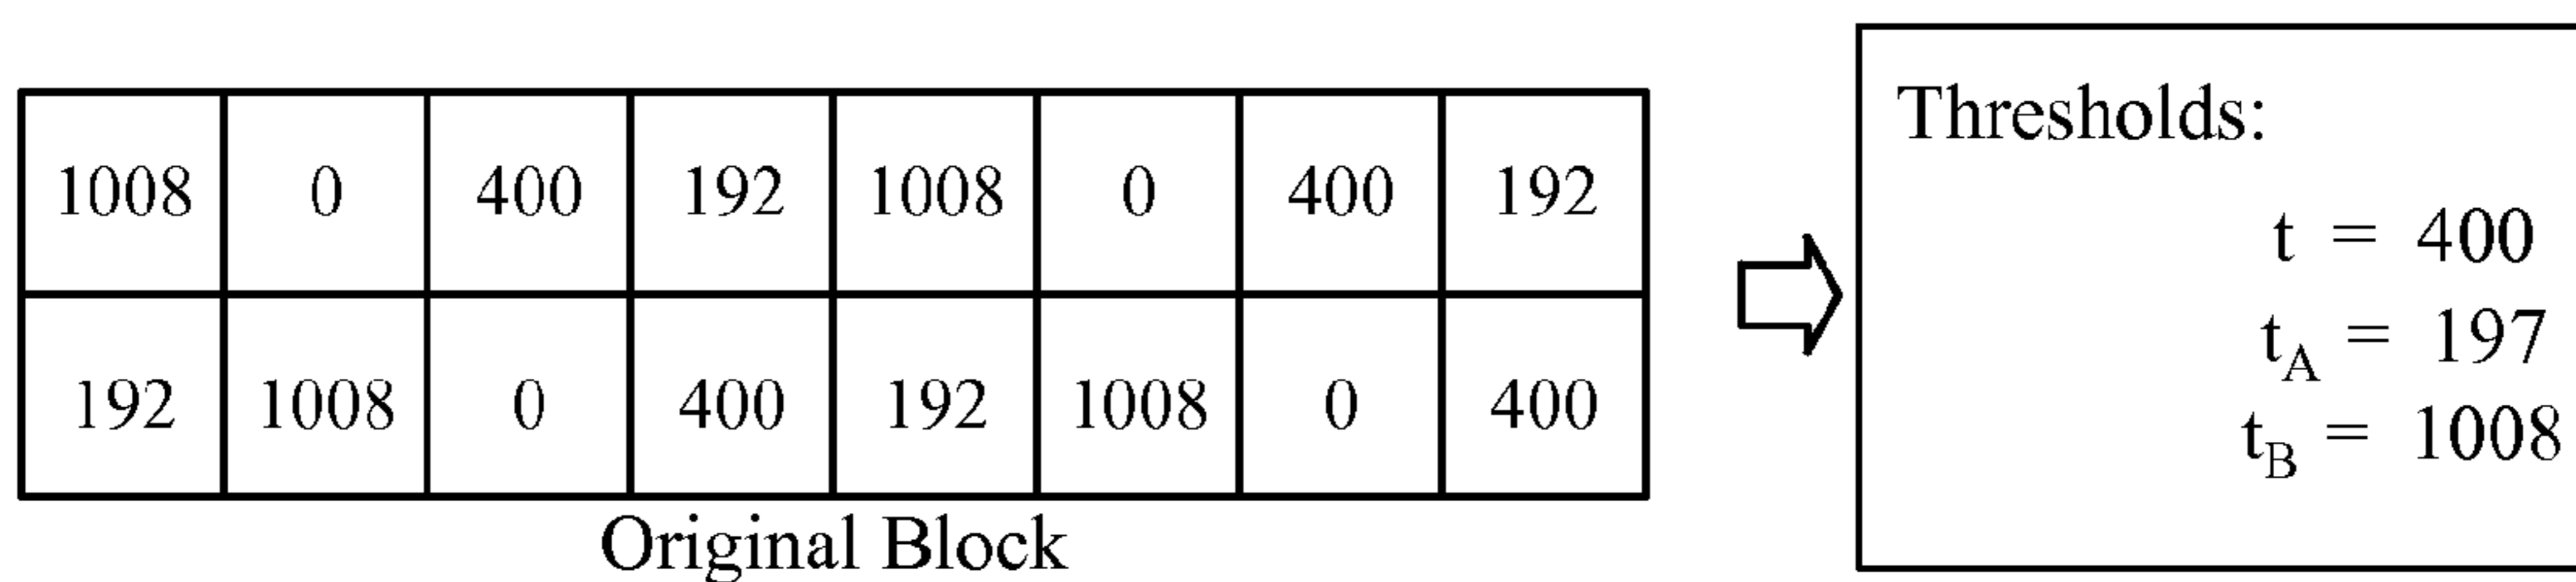 1008 0 400 192 1008 0 400 192
192 1008 0 400 192 1008 0 400
Original Block
Thresholds:
t = 400
tA = 197
tB = 1008